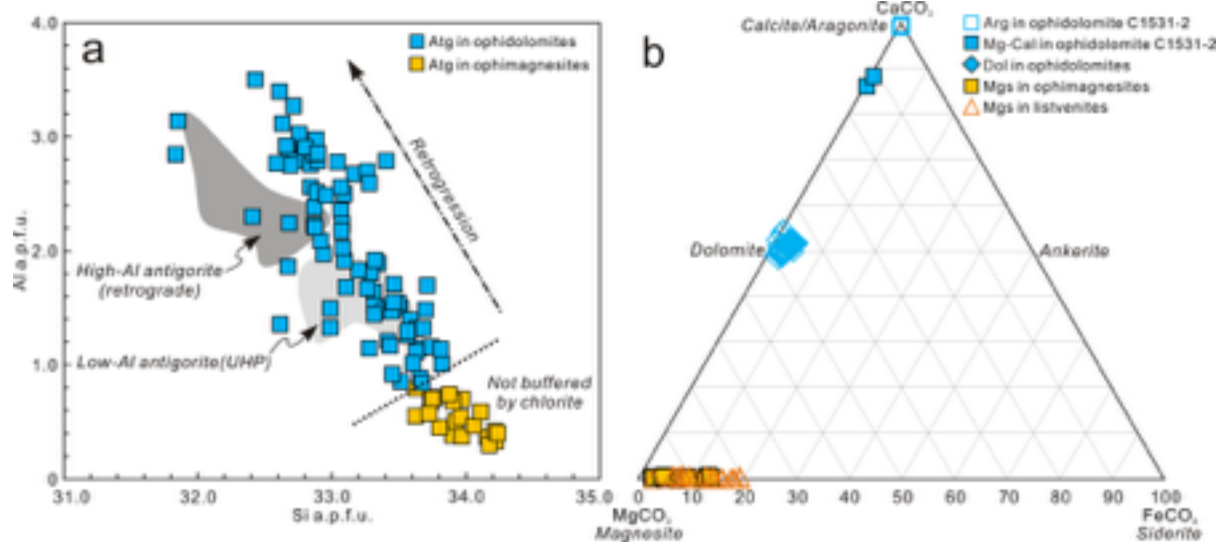 a
Atg in ophidolomites
Atg in ophimagnesites
Retrogression
High-Al antigorite
(retrograde)
Low-Al antigorite(UHP)
Not buffered
by chlorite
Al a.p.f.u.
4.0
3.0
2.0
1.0
0
31.0 32.0 33.0 34.0 35.0
Si a.p.f.u.
b
CaCO₃
Calcite/Aragonite
Arg in ophidolomite C1531-2
Mg-Cal in ophidolomite C1531-2
Dol in ophidolomites
Mgs in ophimagnesites
Mgs in listvenites
Dolomite
Ankerite
0 10 20 30 40 50 60 70 80 90 100
MgCO₃ FeCO₃
Magnesite Siderite